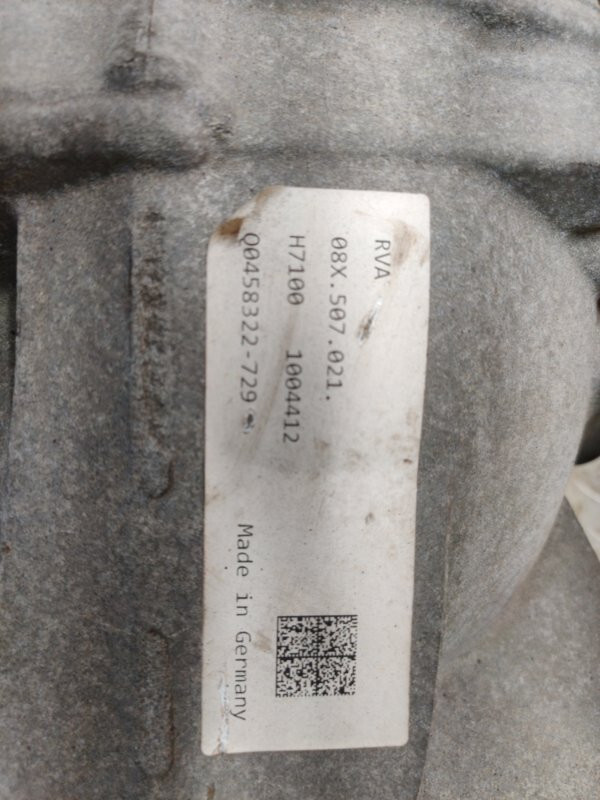 RVA
08X.507.021.
H7100 1004412
Q0458322-729
Made in Germany